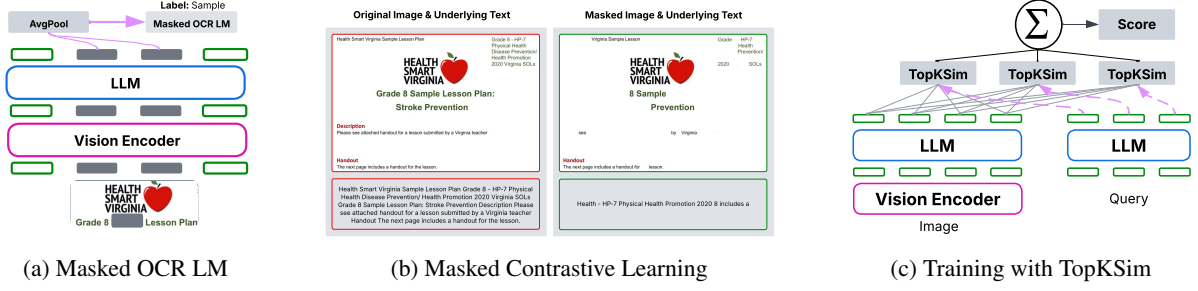 Label: Sample
AvgPool
Masked OCR LM
LLM
Vision Encoder
HEALTH
SMART
VIRGINIA
Grade 8 Lesson Plan
(a) Masked OCR LM
Original Image & Underlying Text
Health Smart Virginia Sample Lesson Plan
Grade 8 - HP-7
Physical Health
Disease Prevention/
Health Promotion
2020 Virginia SOLs
HEALTH
SMART
VIRGINIA
Grade 8 Sample Lesson Plan:
Stroke Prevention
Description
Please see attached handout for a lesson submitted by a Virginia teacher
Handout
The next page includes a handout for the lesson.
Health Smart Virginia Sample Lesson Plan Grade 8 - HP-7 Physical
Health Disease Prevention/ Health Promotion 2020 Virginia SOLs
Grade 8 Sample Lesson Plan: Stroke Prevention Description Please
see attached handout for a lesson submitted by a Virginia teacher
Handout The next page includes a handout for the lesson.
Masked Image & Underlying Text
Virginia Sample Lesson
Grade HP-7
Health
Prevention/
2020 SOLs
HEALTH
SMART
VIRGINIA
8 Sample
Prevention
see by Virginia
Handout
The next page includes a handout for lesson.
Health - HP-7 Physical Health Promotion 2020 8 includes a
(b) Masked Contrastive Learning
Σ
Score
TopKSim TopKSim TopKSim
LLM LLM
Vision Encoder
Image
Query
(c) Training with TopKSim